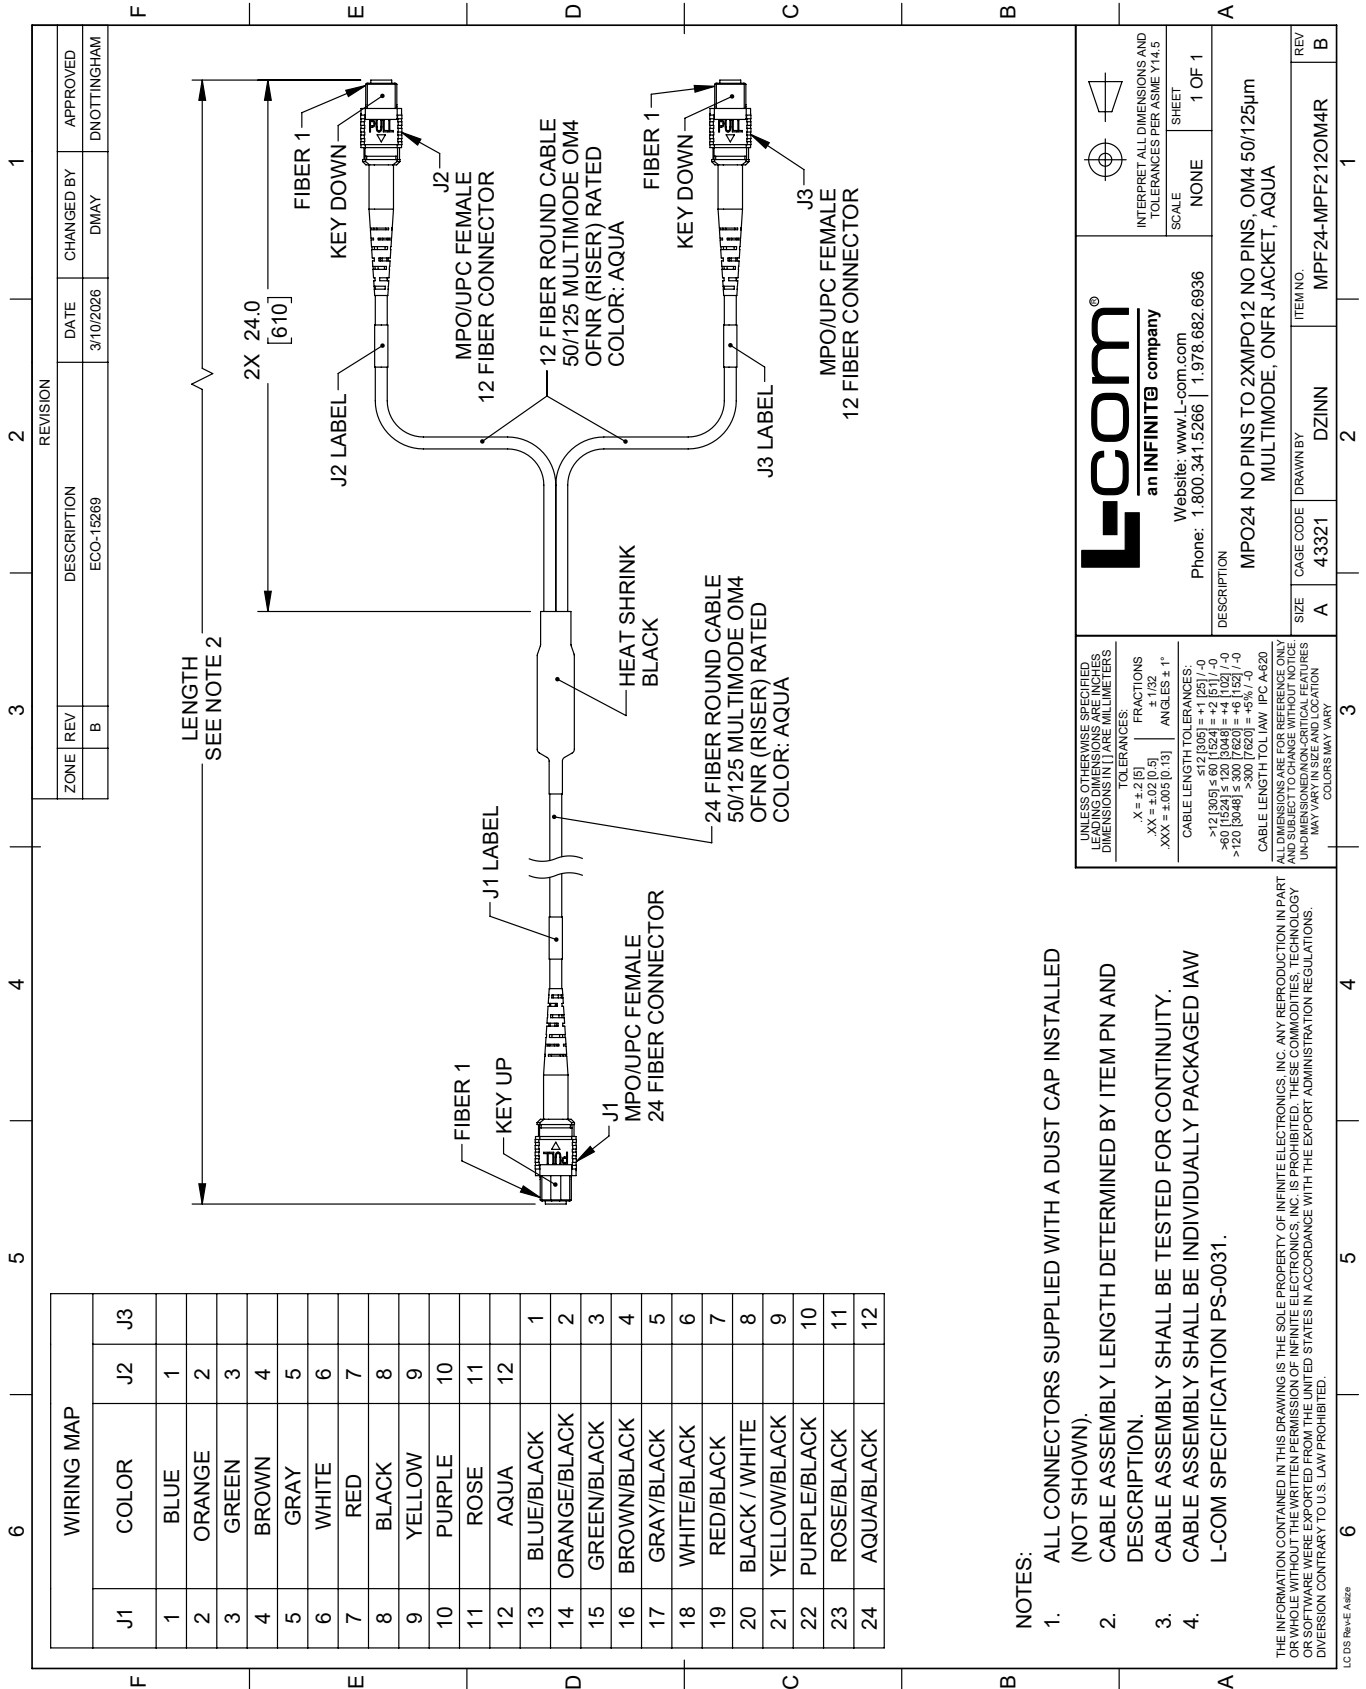 6
5
4
3
2
1
F
E
D
C
B
A
WIRING MAP
J1 COLOR J2 J3
1 BLUE 1
2 ORANGE 2
3 GREEN 3
4 BROWN 4
5 GRAY 5
6 WHITE 6
7 RED 7
8 BLACK 8
9 YELLOW 9
10 PURPLE 10
11 ROSE 11
12 AQUA 12
13 BLUE/BLACK 1
14 ORANGE/BLACK 2
15 GREEN/BLACK 3
16 BROWN/BLACK 4
17 GRAY/BLACK 5
18 WHITE/BLACK 6
19 RED/BLACK 7
20 BLACK / WHITE 8
21 YELLOW/BLACK 9
22 PURPLE/BLACK 10
23 ROSE/BLACK 11
24 AQUA/BLACK 12
REVISION
ZONE REV DESCRIPTION DATE CHANGED BY APPROVED
B ECO-15269 3/10/2026 DMAY DNOTTINGHAM
LENGTH
SEE NOTE 2
2X 24.0
[610]
FIBER 1
KEY UP
PULL
J1
MPO/UPC FEMALE
24 FIBER CONNECTOR
J1 LABEL
24 FIBER ROUND CABLE
50/125 MULTIMODE OM4
OFNR (RISER) RATED
COLOR: AQUA
HEAT SHRINK
BLACK
J2 LABEL
FIBER 1
KEY DOWN
PULL
J2
MPO/UPC FEMALE
12 FIBER CONNECTOR
12 FIBER ROUND CABLE
50/125 MULTIMODE OM4
OFNR (RISER) RATED
COLOR: AQUA
J3 LABEL
FIBER 1
KEY DOWN
PULL
J3
MPO/UPC FEMALE
12 FIBER CONNECTOR
NOTES:
1. ALL CONNECTORS SUPPLIED WITH A DUST CAP INSTALLED
(NOT SHOWN).
2. CABLE ASSEMBLY LENGTH DETERMINED BY ITEM PN AND
DESCRIPTION.
3. CABLE ASSEMBLY SHALL BE TESTED FOR CONTINUITY.
4. CABLE ASSEMBLY SHALL BE INDIVIDUALLY PACKAGED IAW
L-COM SPECIFICATION PS-0031.
THE INFORMATION CONTAINED IN THIS DRAWING IS THE SOLE PROPERTY OF INFINITE ELECTRONICS, INC. ANY REPRODUCTION IN PART
OR WHOLE WITHOUT THE WRITTEN PERMISSION OF INFINITE ELECTRONICS, INC. IS PROHIBITED. THESE COMMODITIES, TECHNOLOGY
OR SOFTWARE WERE EXPORTED FROM THE UNITED STATES IN ACCORDANCE WITH THE EXPORT ADMINISTRATION REGULATIONS.
DIVERSION CONTRARY TO U.S. LAW PROHIBITED.
UNLESS OTHERWISE SPECIFIED
LEADING DIMENSIONS ARE INCHES
DIMENSIONS IN [ ] ARE MILLIMETERS
TOLERANCES:
.X = ±.2 [5] FRACTIONS
.XX = ±.02 [0.5] ± 1/32
.XXX = ±.005 [0.13] ANGLES ± 1°
CABLE LENGTH TOLERANCES:
≤12 [305] = +1 [25] / -0
>12 [305] ≤ 60 [1524] = +2 [51] / -0
>60 [1524] ≤ 120 [3048] = +4 [102] / -0
>120 [3048] ≤ 300 [7620] = +6 [152] / -0
>300 [7620] = +5% / -0
CABLE LENGTH TOL IAW IPC A-620
ALL DIMENSIONS ARE FOR REFERENCE ONLY
AND SUBJECT TO CHANGE WITHOUT NOTICE.
UN-DIMENSIONED/NON-CRITICAL FEATURES
MAY VARY IN SIZE AND LOCATION
COLORS MAY VARY
L-com®
an INFINITE company
Website: www.L-com.com
Phone: 1.800.341.5266 | 1.978.682.6936
INTERPRET ALL DIMENSIONS AND
TOLERANCES PER ASME Y14.5
SCALE NONE
SHEET 1 OF 1
DESCRIPTION
MPO24 NO PINS TO 2XMPO12 NO PINS, OM4 50/125µm
MULTIMODE, ONFR JACKET, AQUA
SIZE A
CAGE CODE 43321
DRAWN BY DZINN
ITEM NO. MPF24-MPF212OM4R
REV B
6
5
4
3
2
1
F
E
D
C
B
A
LC DS Rev-E A size